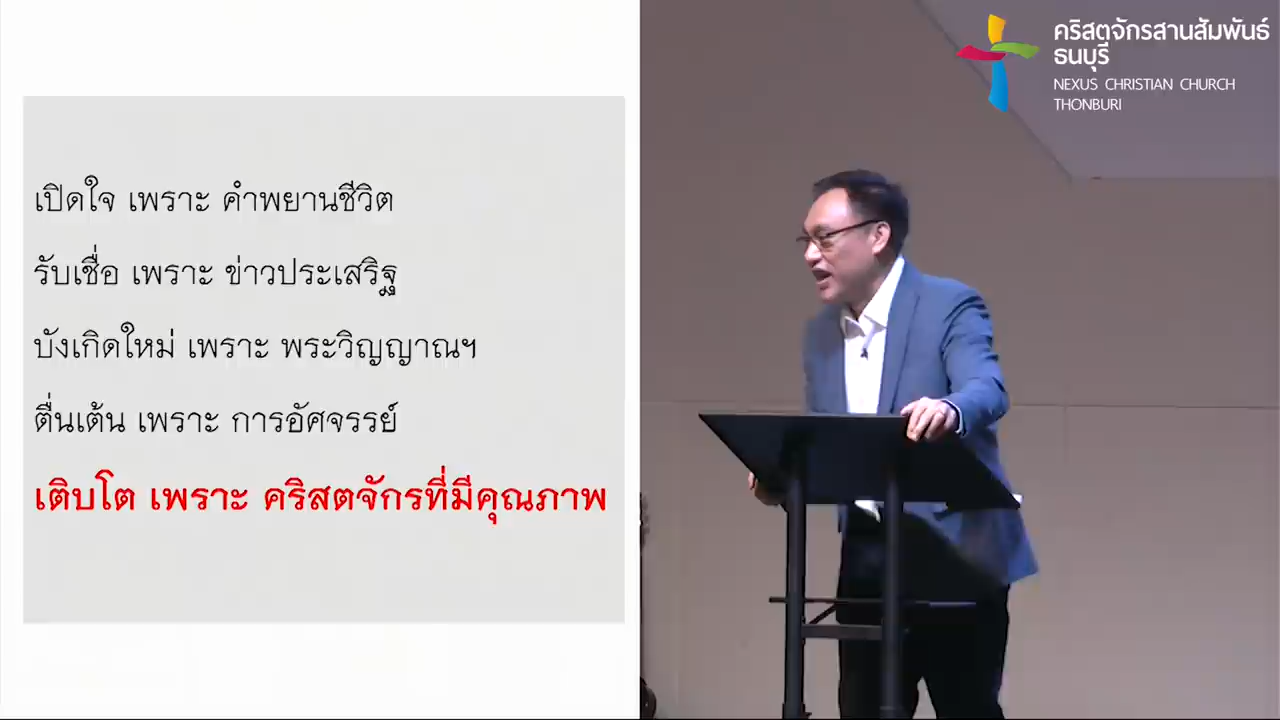 เปิดใจ เพราะ คำพยานชีวิต
รับเชื่อ เพราะ ข่าวประเสริฐ
บังเกิดใหม่ เพราะ พระวิญญาณฯ
ตื่นเต้น เพราะ การอัศจรรย์
เติบโต เพราะ คริสตจักรที่มีคุณภาพ
คริสตจักรสานสัมพันธ์
ธนบุรี
NEXUS CHRISTIAN CHURCH
THONBURI